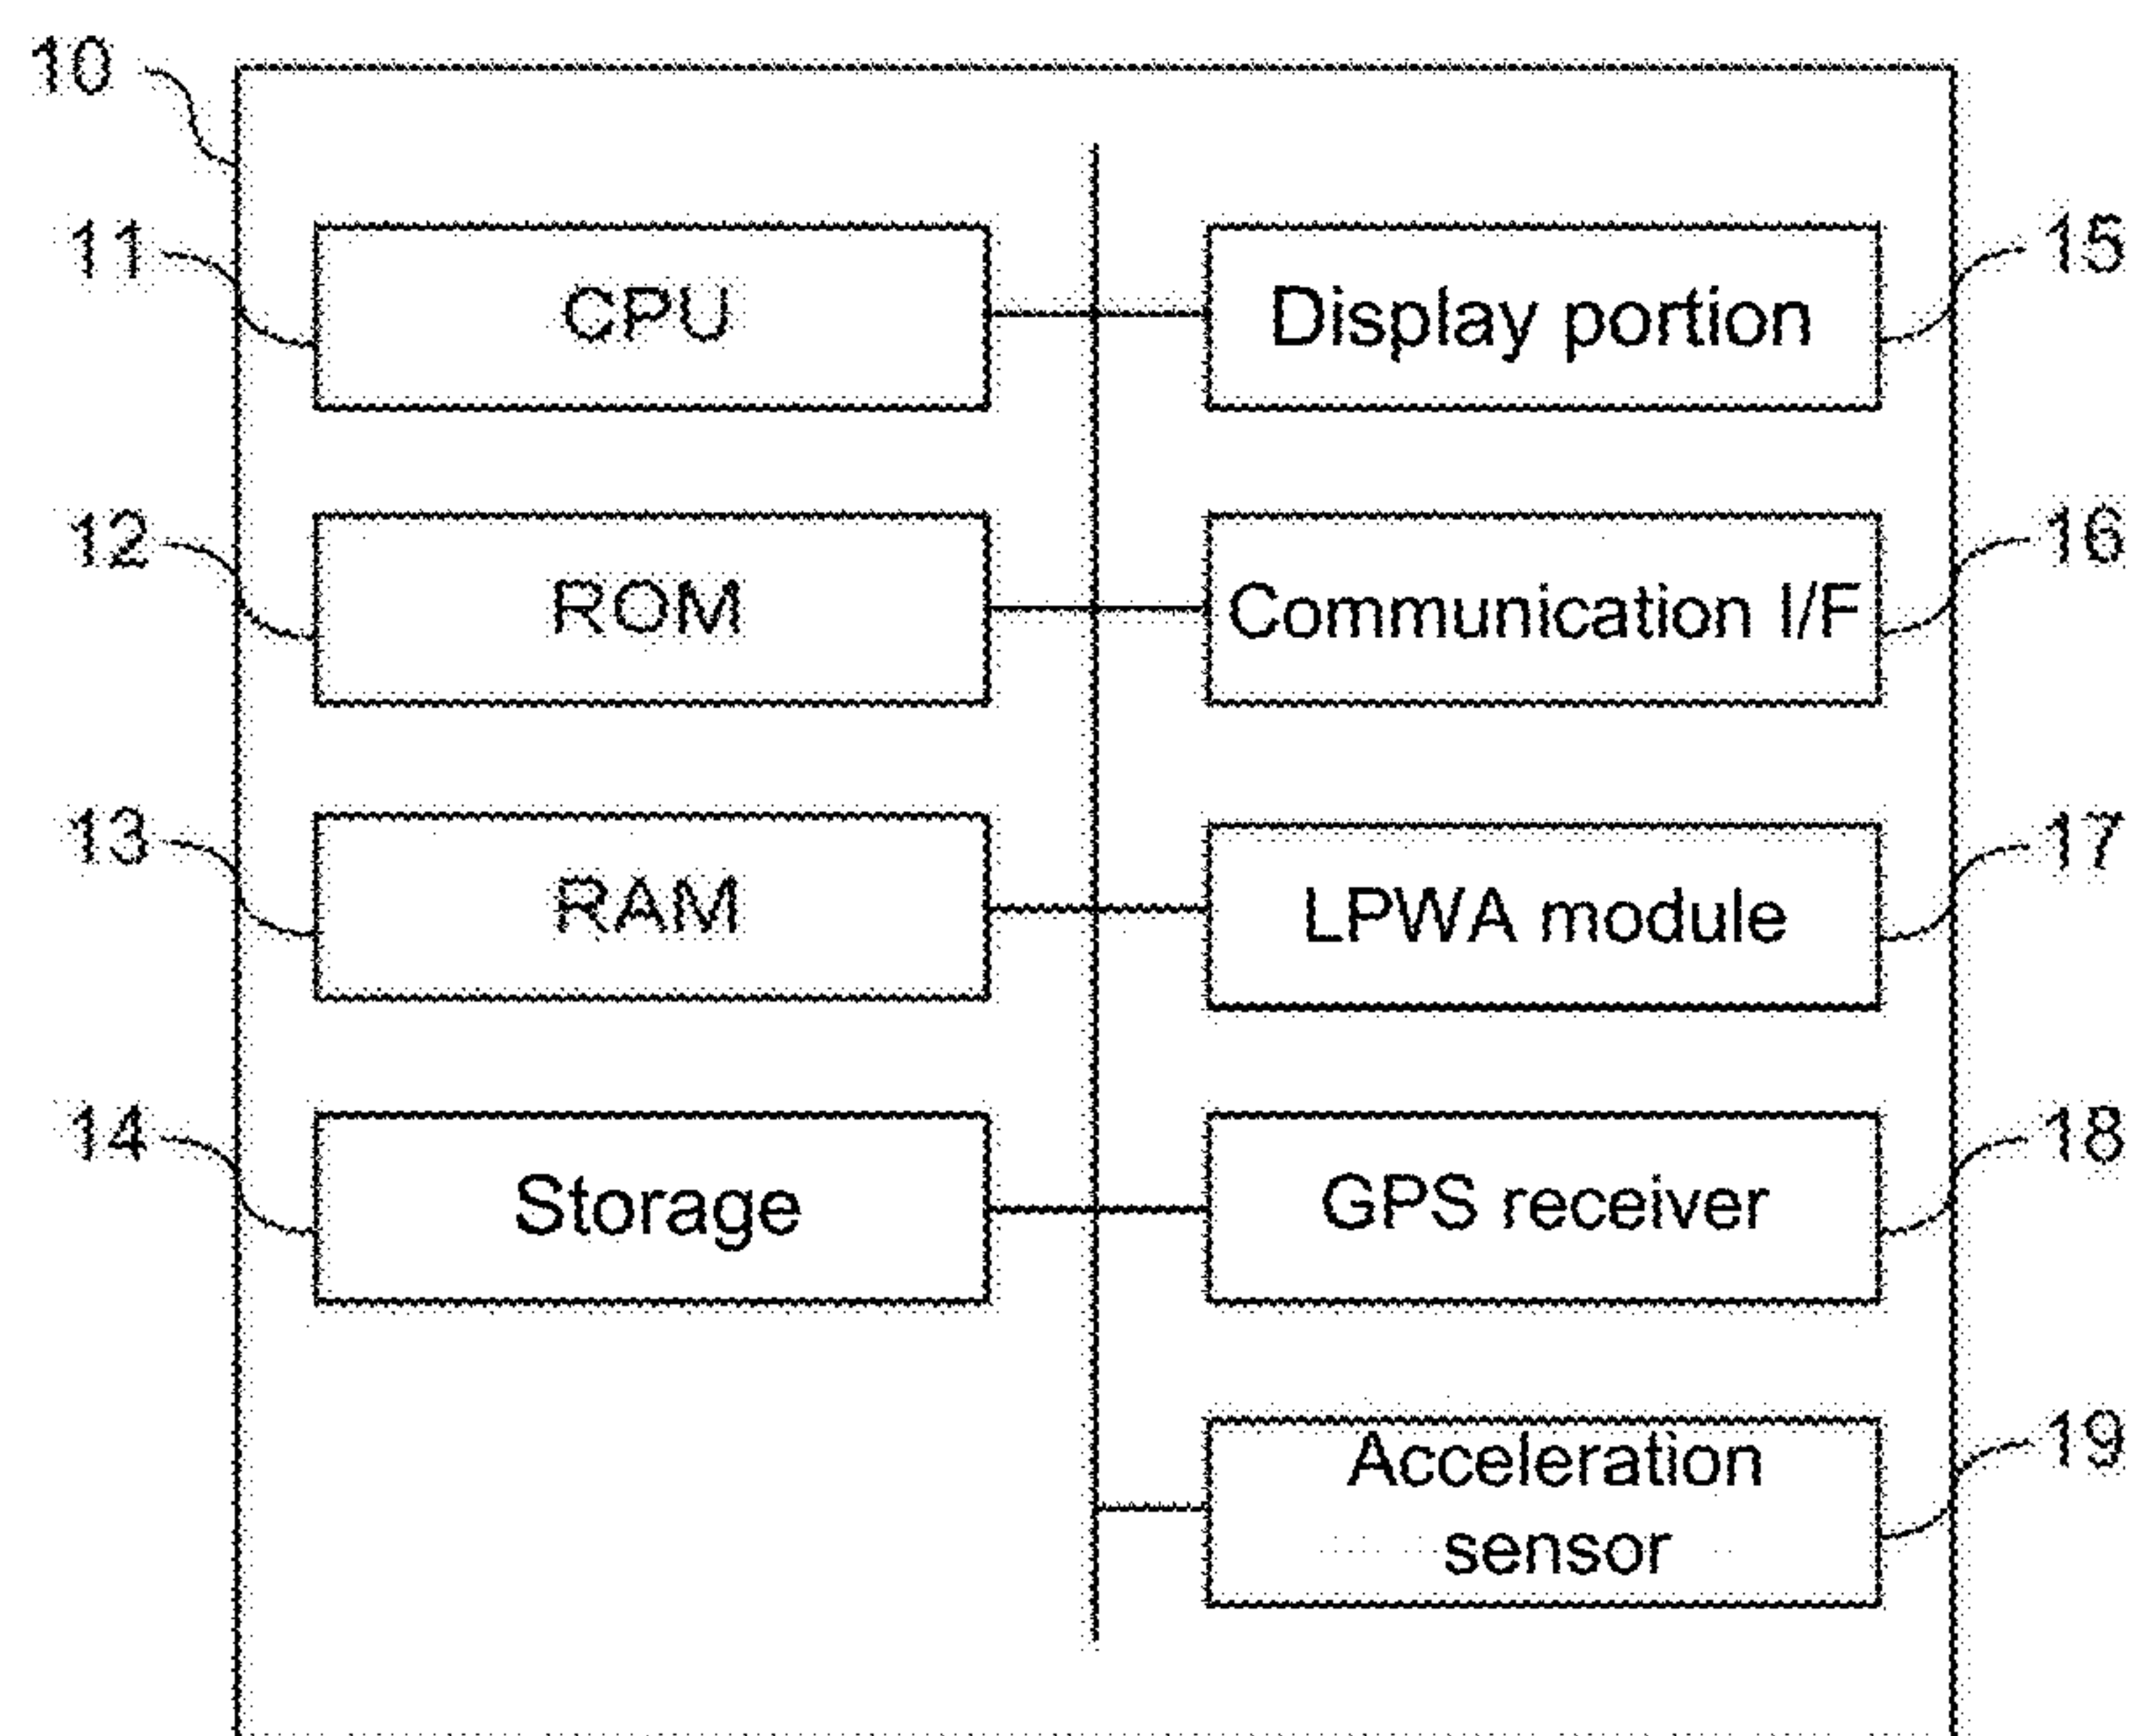 10
11
CPU
Display portion
15
12
ROM
Communication I/F
16
13
RAM
LPWA module
17
14
Storage
GPS receiver
18
Acceleration
sensor
19